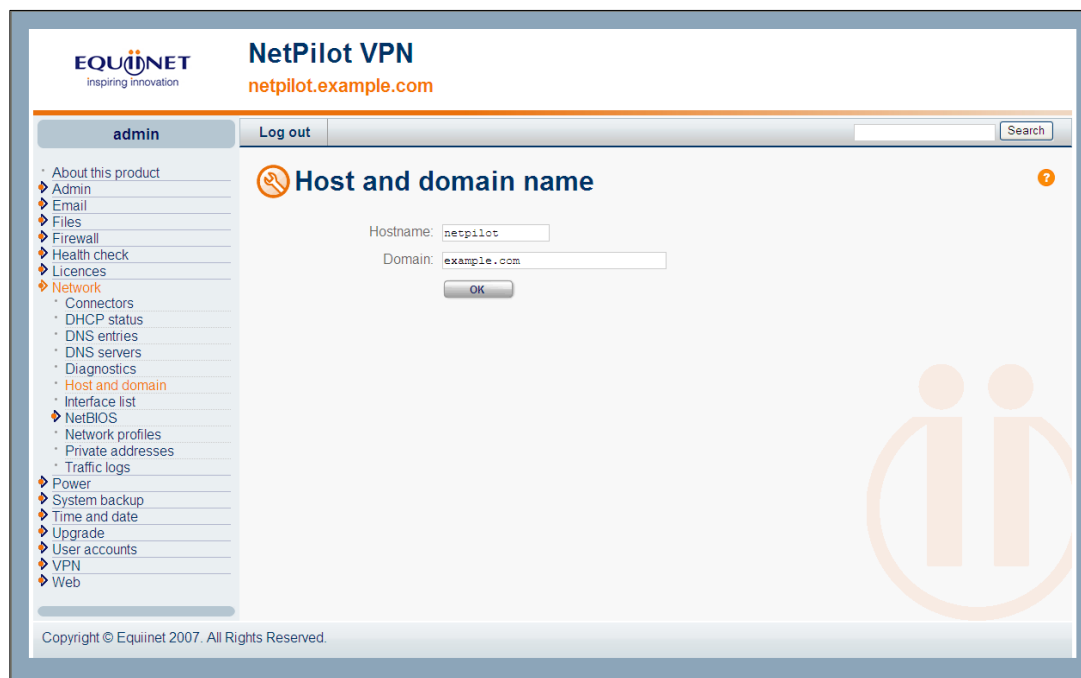 EQUiiNET
inspiring innovation
NetPilot VPN
netpilot.example.com
admin
Log out
Search
About this product
Admin
Email
Files
Firewall
Health check
Licences
Network
Connectors
DHCP status
DNS entries
DNS servers
Diagnostics
Host and domain
Interface list
NetBIOS
Network profiles
Private addresses
Traffic logs
Power
System backup
Time and date
Upgrade
User accounts
VPN
Web
Host and domain name
?
Hostname: netpilot
Domain: example.com
OK
ii
Copyright © Equiinet 2007. All Rights Reserved.